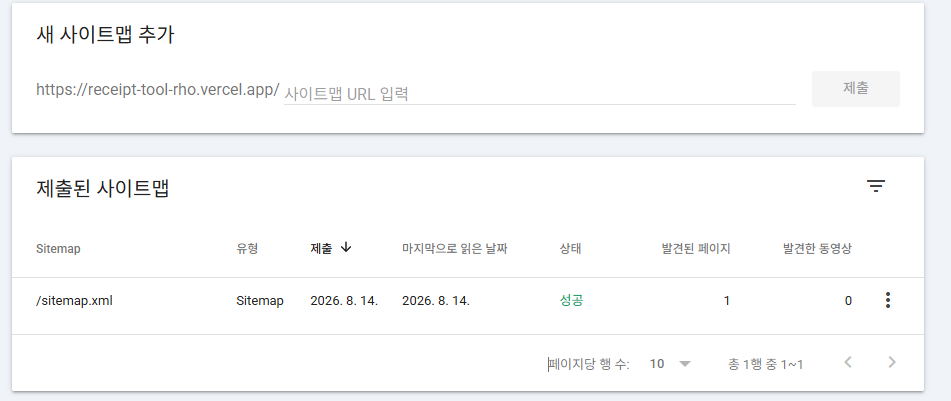 새 사이트맵 추가
https://receipt-tool-rho.vercel.app/ 사이트맵 URL 입력 제출
제출된 사이트맵
Sitemap 유형 제출 마지막으로 읽은 날짜 상태 발견된 페이지 발견한 동영상
/sitemap.xml Sitemap 2026. 8. 14. 2026. 8. 14. 성공 1 0
페이지당 행 수: 10 총 1행 중 1~1